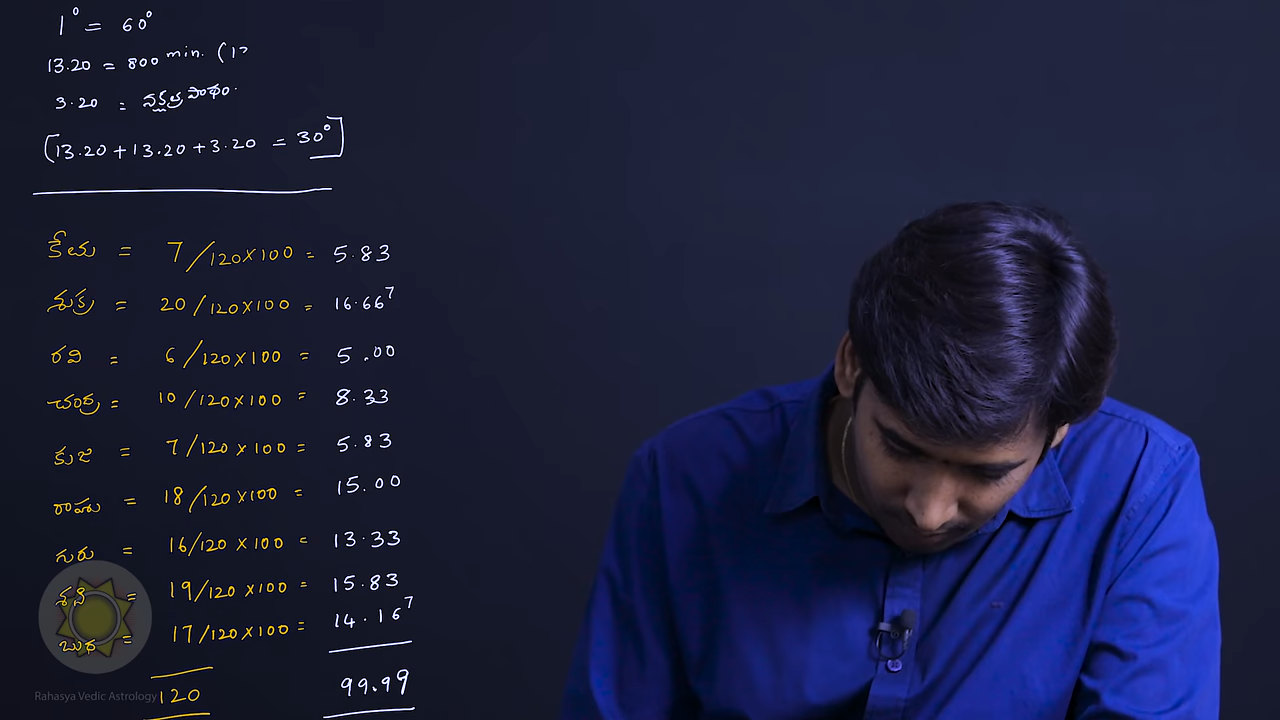 1° = 60°
13.20 = 800 min. (13
3.20 = నక్షత్ర పాదం.
[13.20 + 13.20 + 3.20 = 30°]
కేతు = 7/120×100 = 5.83
శుక్ర = 20/120×100 = 16.66⁷
రవి = 6/120×100 = 5.00
చంద్ర = 10/120×100 = 8.33
కుజ = 7/120×100 = 5.83
రాహు = 18/120×100 = 15.00
గురు = 16/120×100 = 13.33
శని = 19/120×100 = 15.83
బుధ = 17/120×100 = 14.16⁷
120 99.99
Rahasya Vedic Astrology